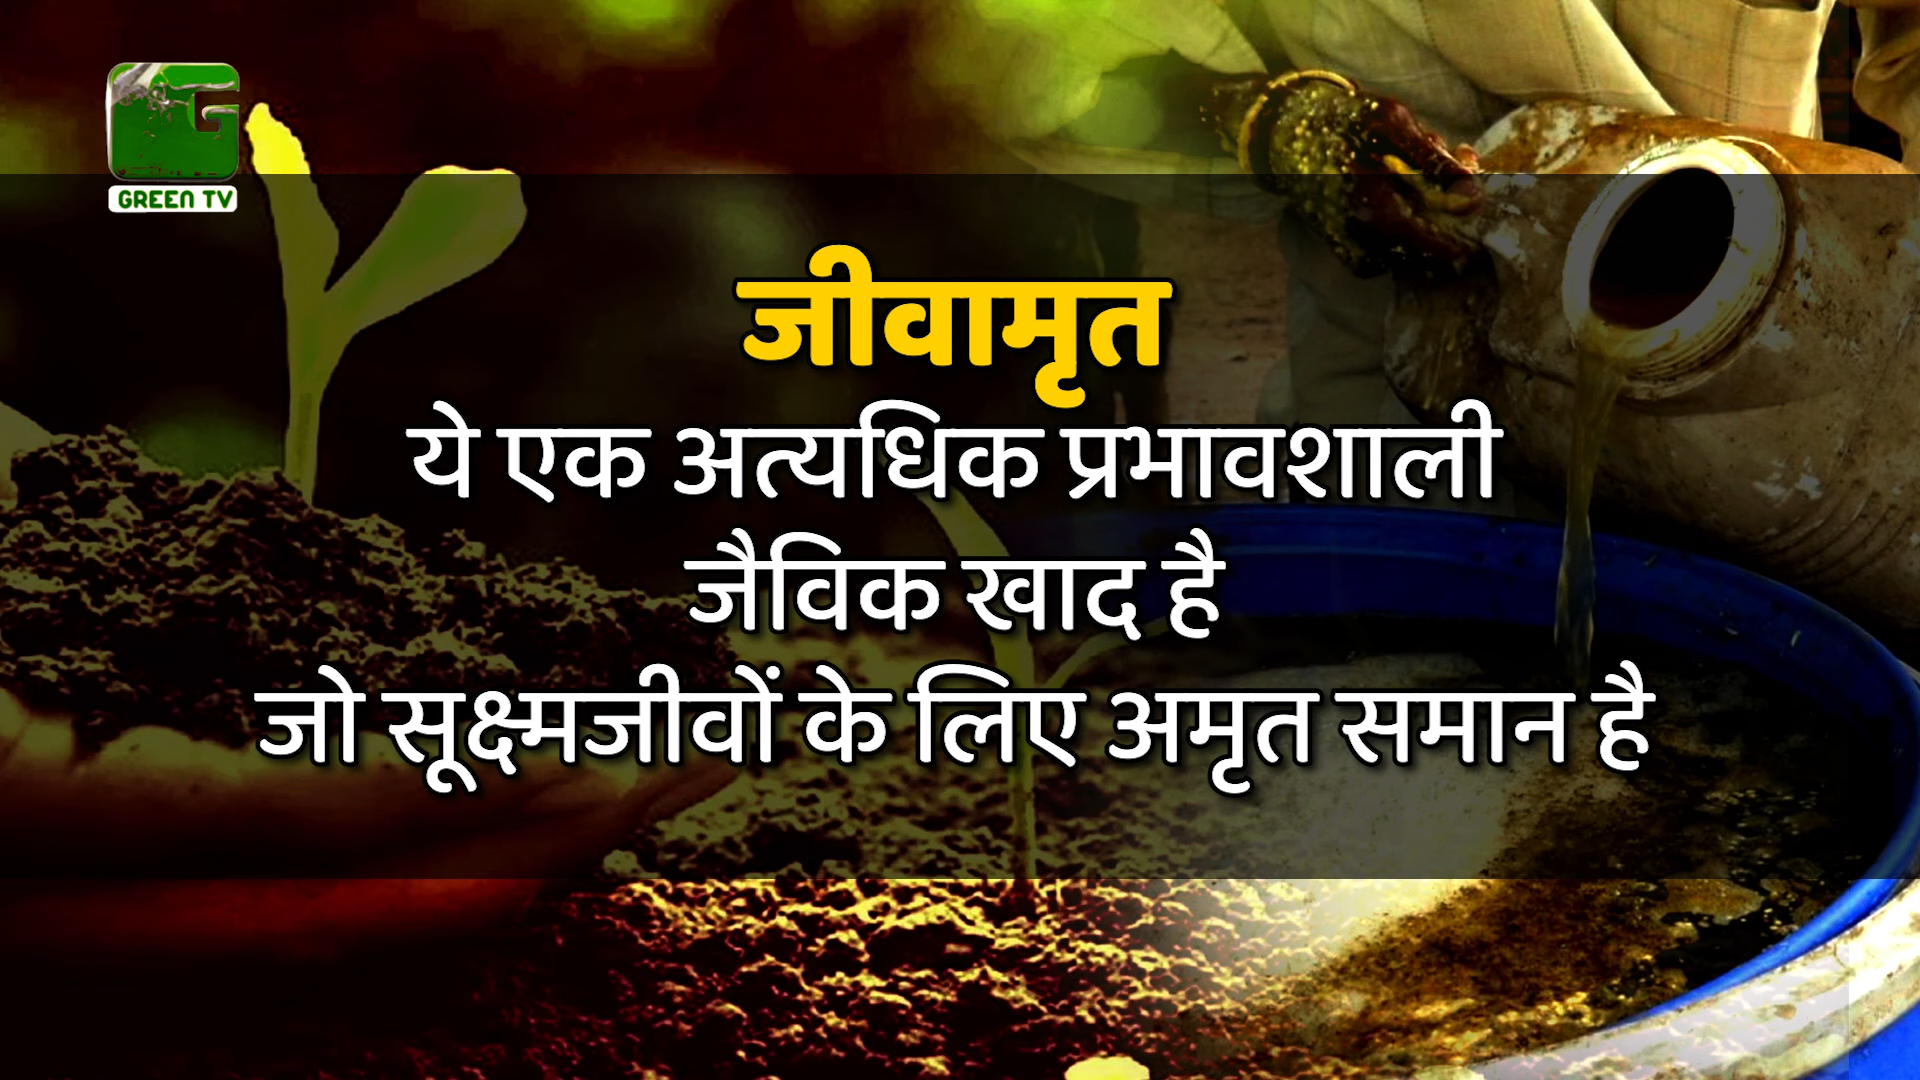 G
GREEN TV
जीवामृत
ये एक अत्यधिक प्रभावशाली
जैविक खाद है
जो सूक्ष्मजीवों के लिए अमृत समान है